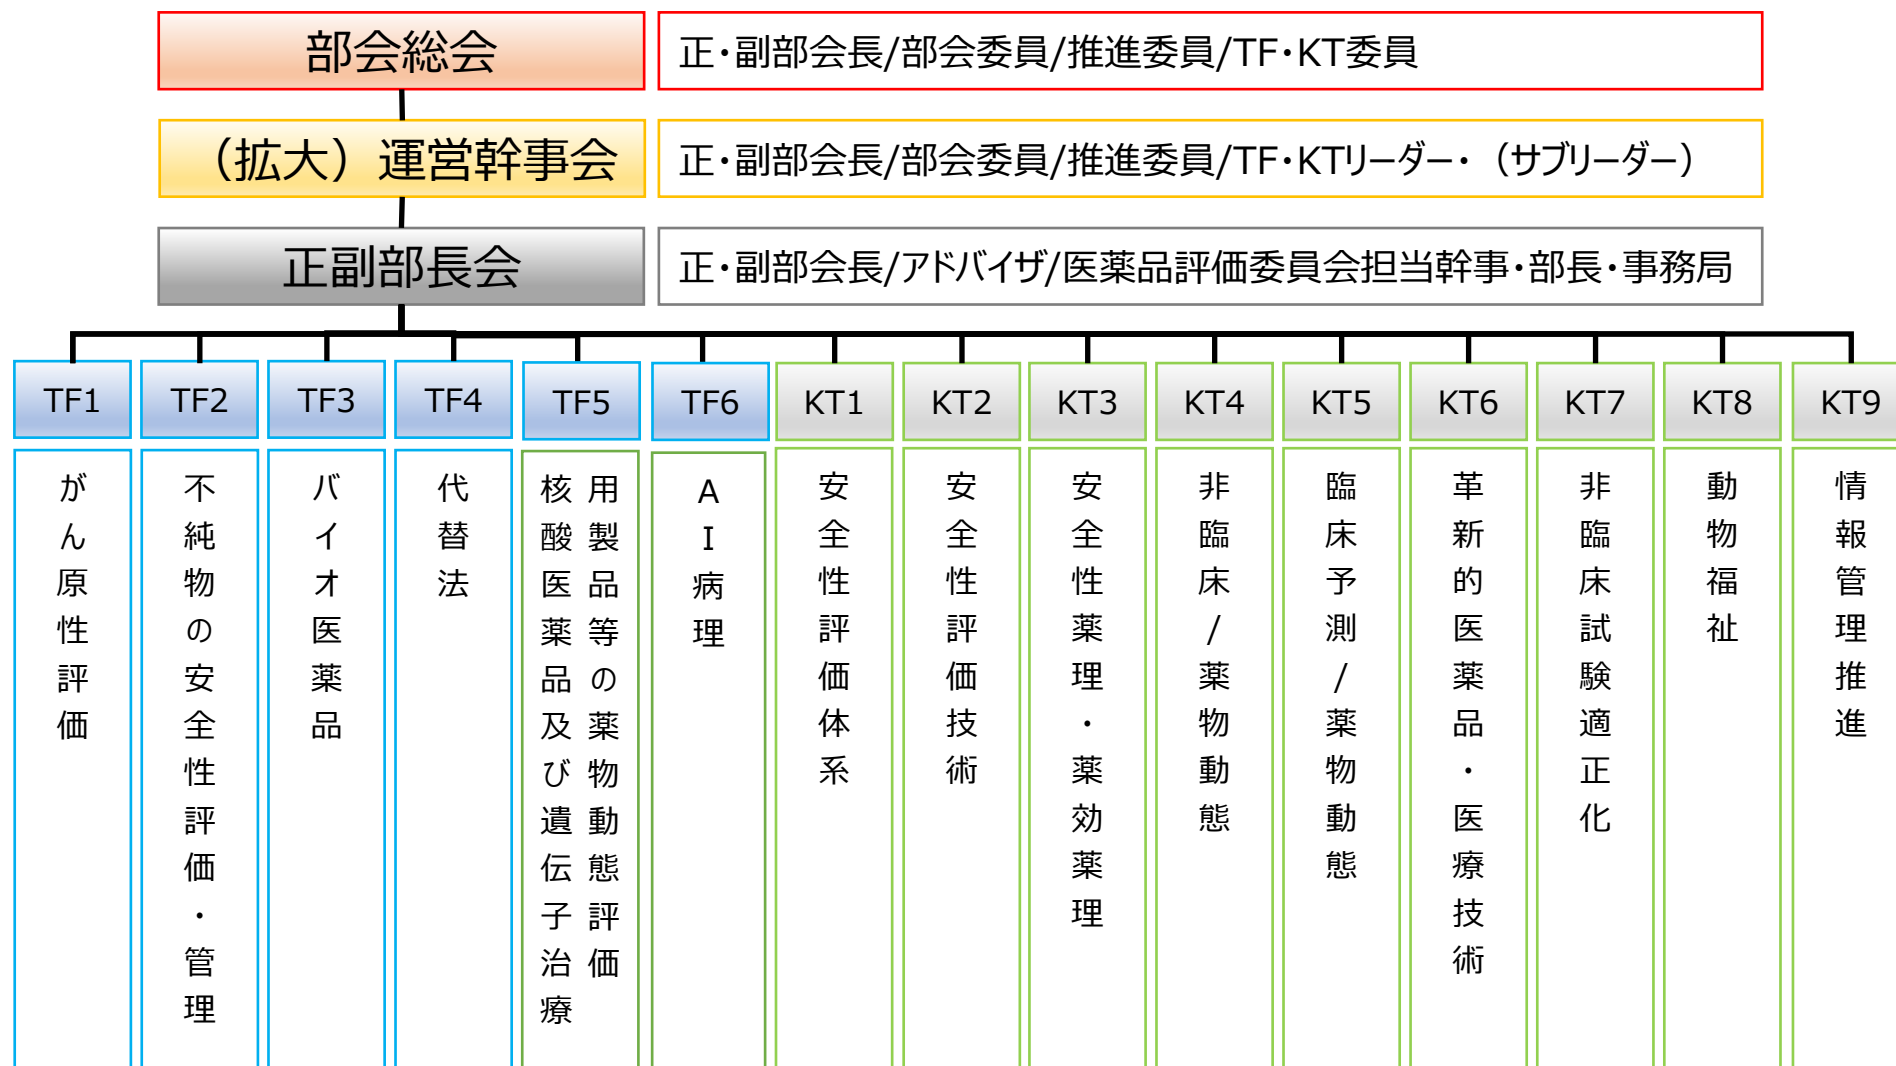 部会総会
正・副部会長/部会委員/推進委員/TF・KT委員
（拡大）運営幹事会
正・副部会長/部会委員/推進委員/TF・KTリーダー・（サブリーダー）
正副部長会
正・副部会長/アドバイザ/医薬品評価委員会担当幹事・部長・事務局
TF1
TF2
TF3
TF4
TF5
TF6
KT1
KT2
KT3
KT4
KT5
KT6
KT7
KT8
KT9
がん原性評価
不純物の安全性評価・管理
バイオ医薬品
代替法
核酸医薬品及び遺伝子治療
用製品等の薬物動態評価
AI病理
安全性評価体系
安全性評価技術
安全性薬理・薬効薬理
非臨床/薬物動態
臨床予測/薬物動態
革新的医薬品・医療技術
非臨床試験適正化
動物福祉
情報管理推進